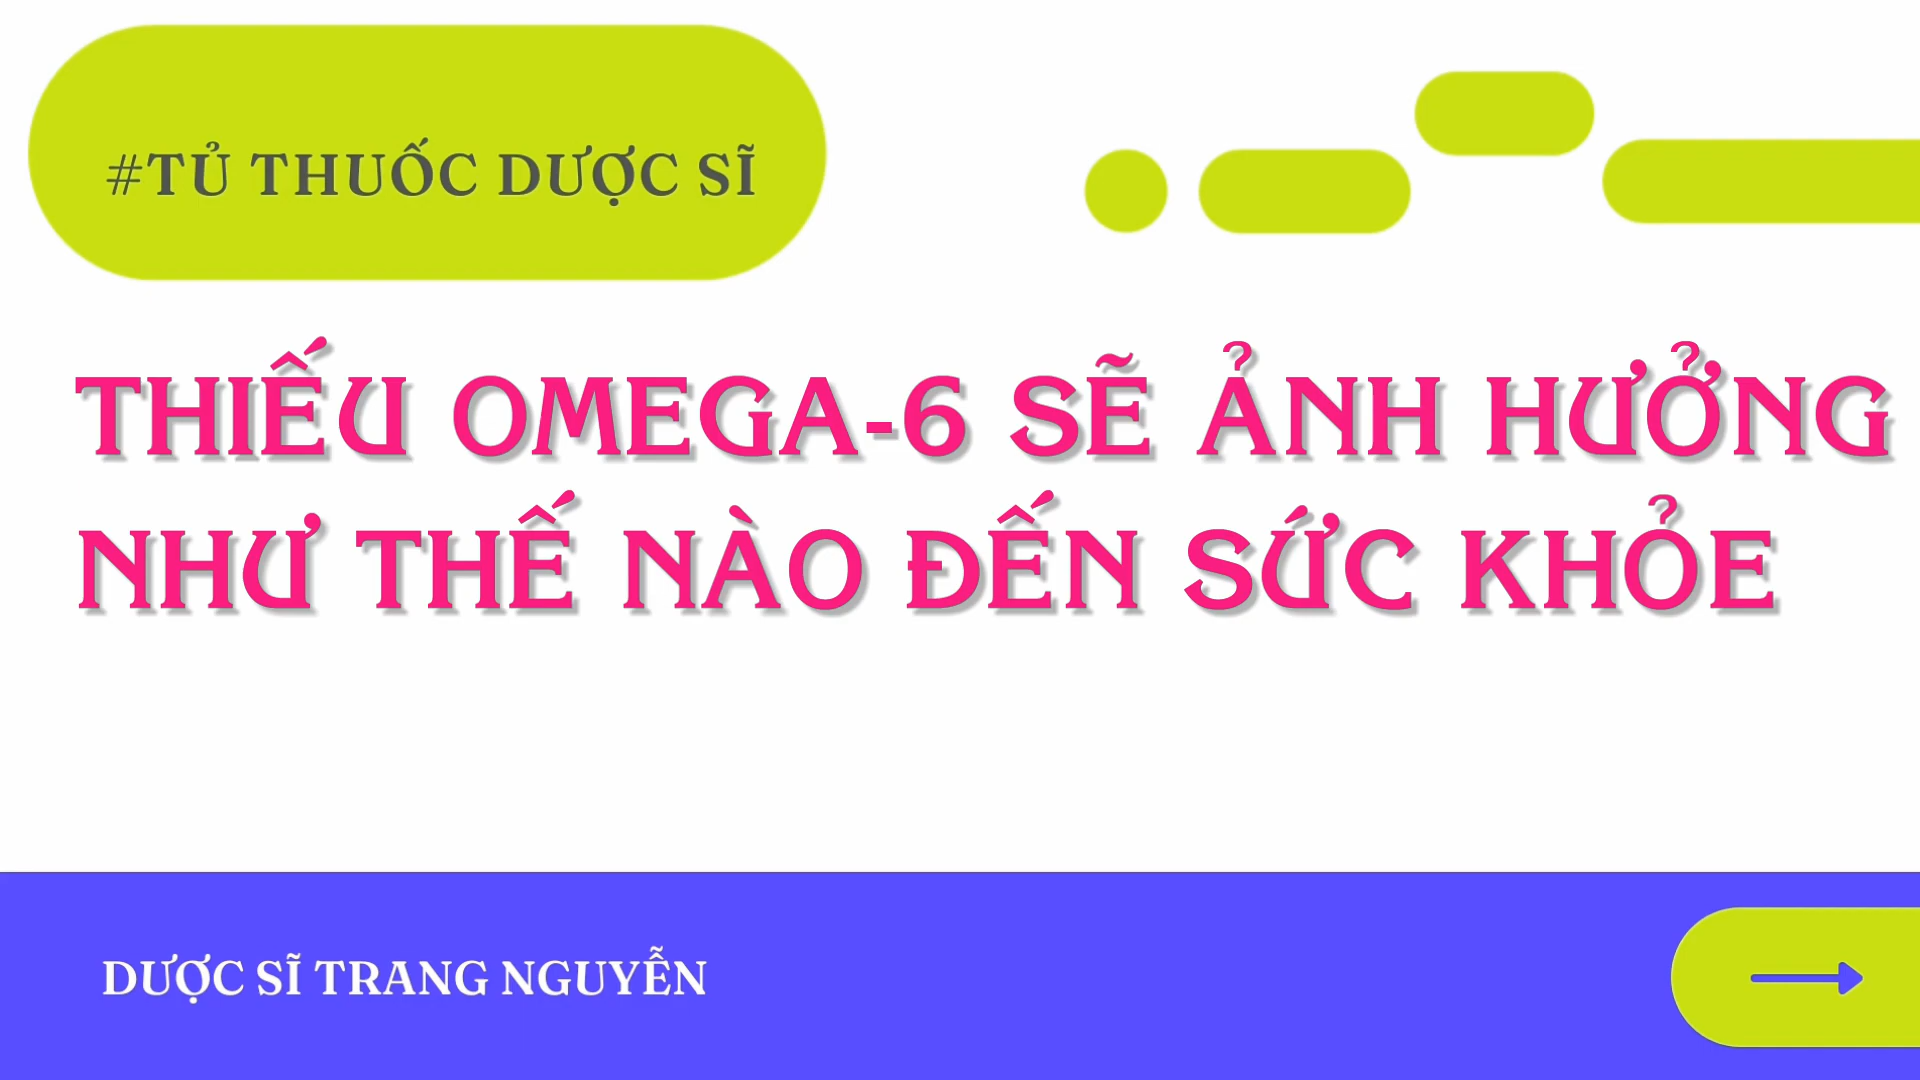 #TỦ THUỐC DƯỢC SĨ
THIẾU OMEGA-6 SẼ ẢNH HƯỞNG
NHƯ THẾ NÀO ĐẾN SỨC KHỎE
DƯỢC SĨ TRANG NGUYỄN